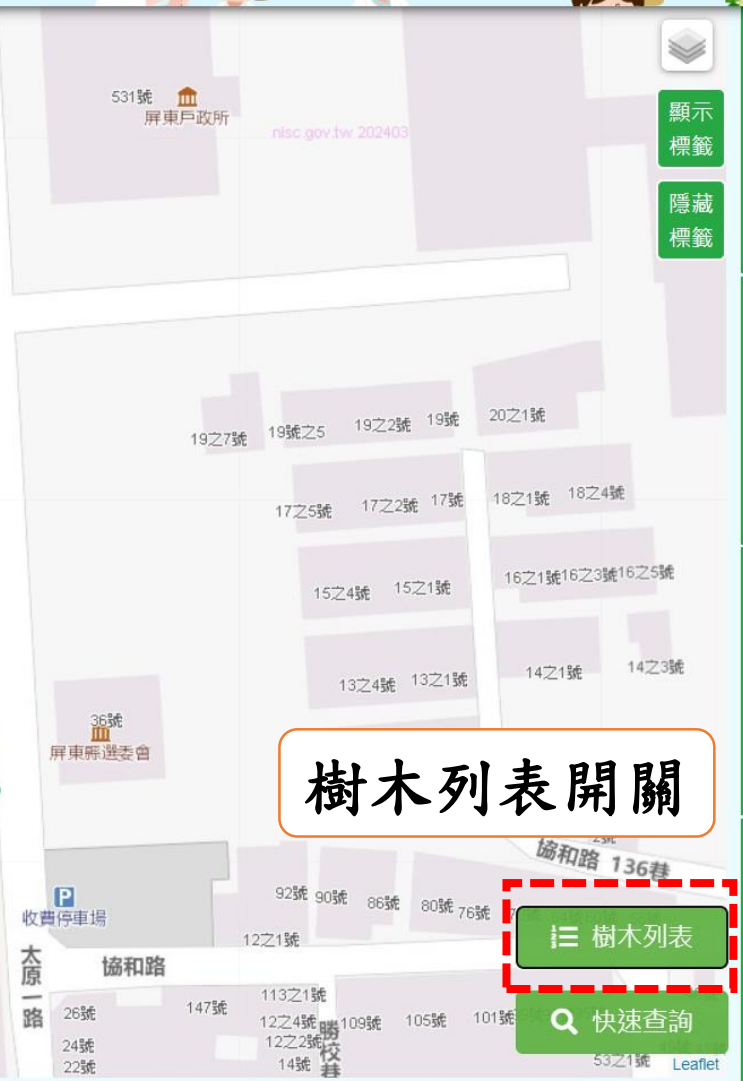 531號
屏東戶政所
nlsc.gov.tw 202403
顯示
標籤
隱藏
標籤
19之7號 19號之5 19之2號 19號 20之1號
17之5號 17之2號 17號 18之1號 18之4號
15之4號 15之1號 16之1號 16之3號 16之5號
13之4號 13之1號 14之1號 14之3號
36號
屏東縣選委會
樹木列表開關
協和路 136巷
P
收費停車場
92號 90號 86號 80號 76號
樹木列表
12之1號
太原一路
協和路
113之1號
26號 147號 12之4號 109號 105號 101號
勝校巷
快速查詢
24號 12之2號
22號 14號 53之1號
Leaflet